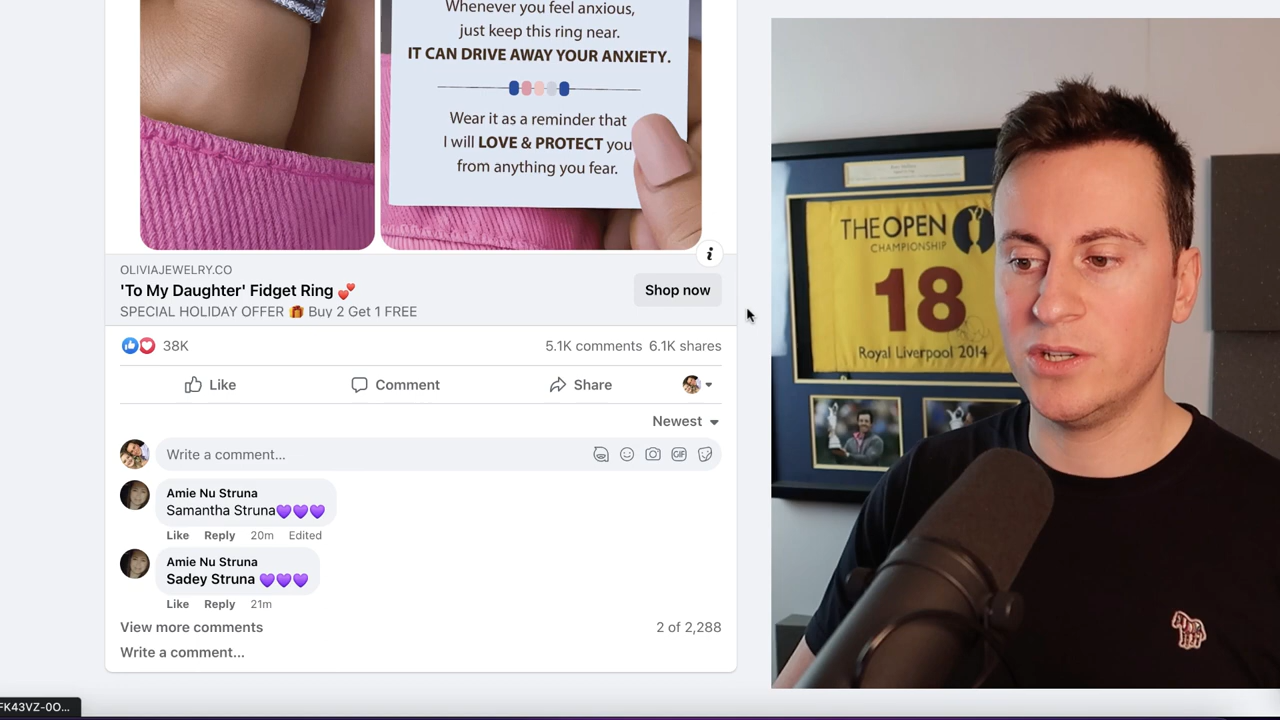 Whenever you feel anxious,
just keep this ring near.
IT CAN DRIVE AWAY YOUR ANXIETY.
Wear it as a reminder that
I will LOVE & PROTECT you
from anything you fear.
OLIVIAJEWELRY.CO
'To My Daughter' Fidget Ring 💕
SPECIAL HOLIDAY OFFER 🎁 Buy 2 Get 1 FREE
Shop now
38K
5.1K comments 6.1K shares
Like Comment Share
Newest
Write a comment...
GIF
Amie Nu Struna
Samantha Struna💜💜💜
Like Reply 20m Edited
Amie Nu Struna
Sadey Struna 💜💜💜
Like Reply 21m
View more comments
2 of 2,288
Write a comment...
FK43VZ-0O...
THE OPEN
CHAMPIONSHIP
18
Royal Liverpool 2014